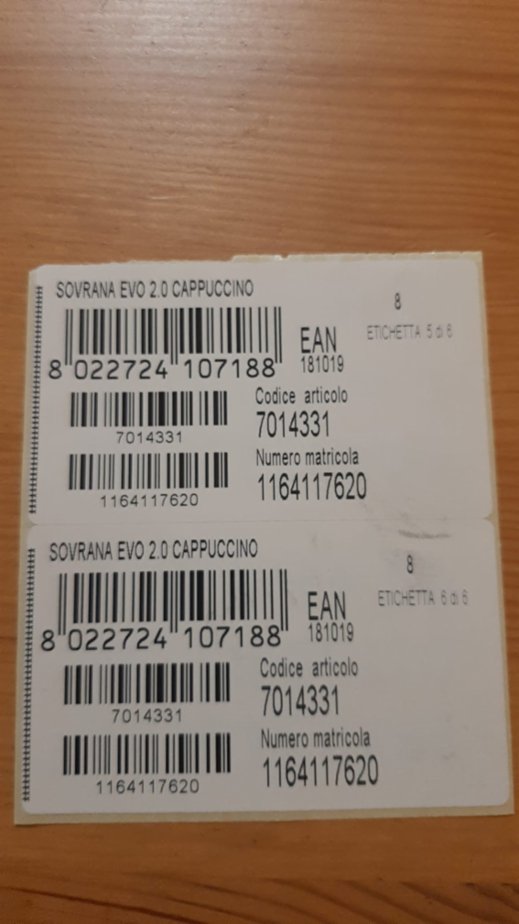 SOVRANA EVO 2.0 CAPPUCCINO
8
ETICHETTA 5 di 6
8 022724 107188
EAN
181019
7014331
Codice articolo
7014331
1164117620
Numero matricola
1164117620
SOVRANA EVO 2.0 CAPPUCCINO
8
ETICHETTA 6 di 6
8 022724 107188
EAN
181019
7014331
Codice articolo
7014331
1164117620
Numero matricola
1164117620